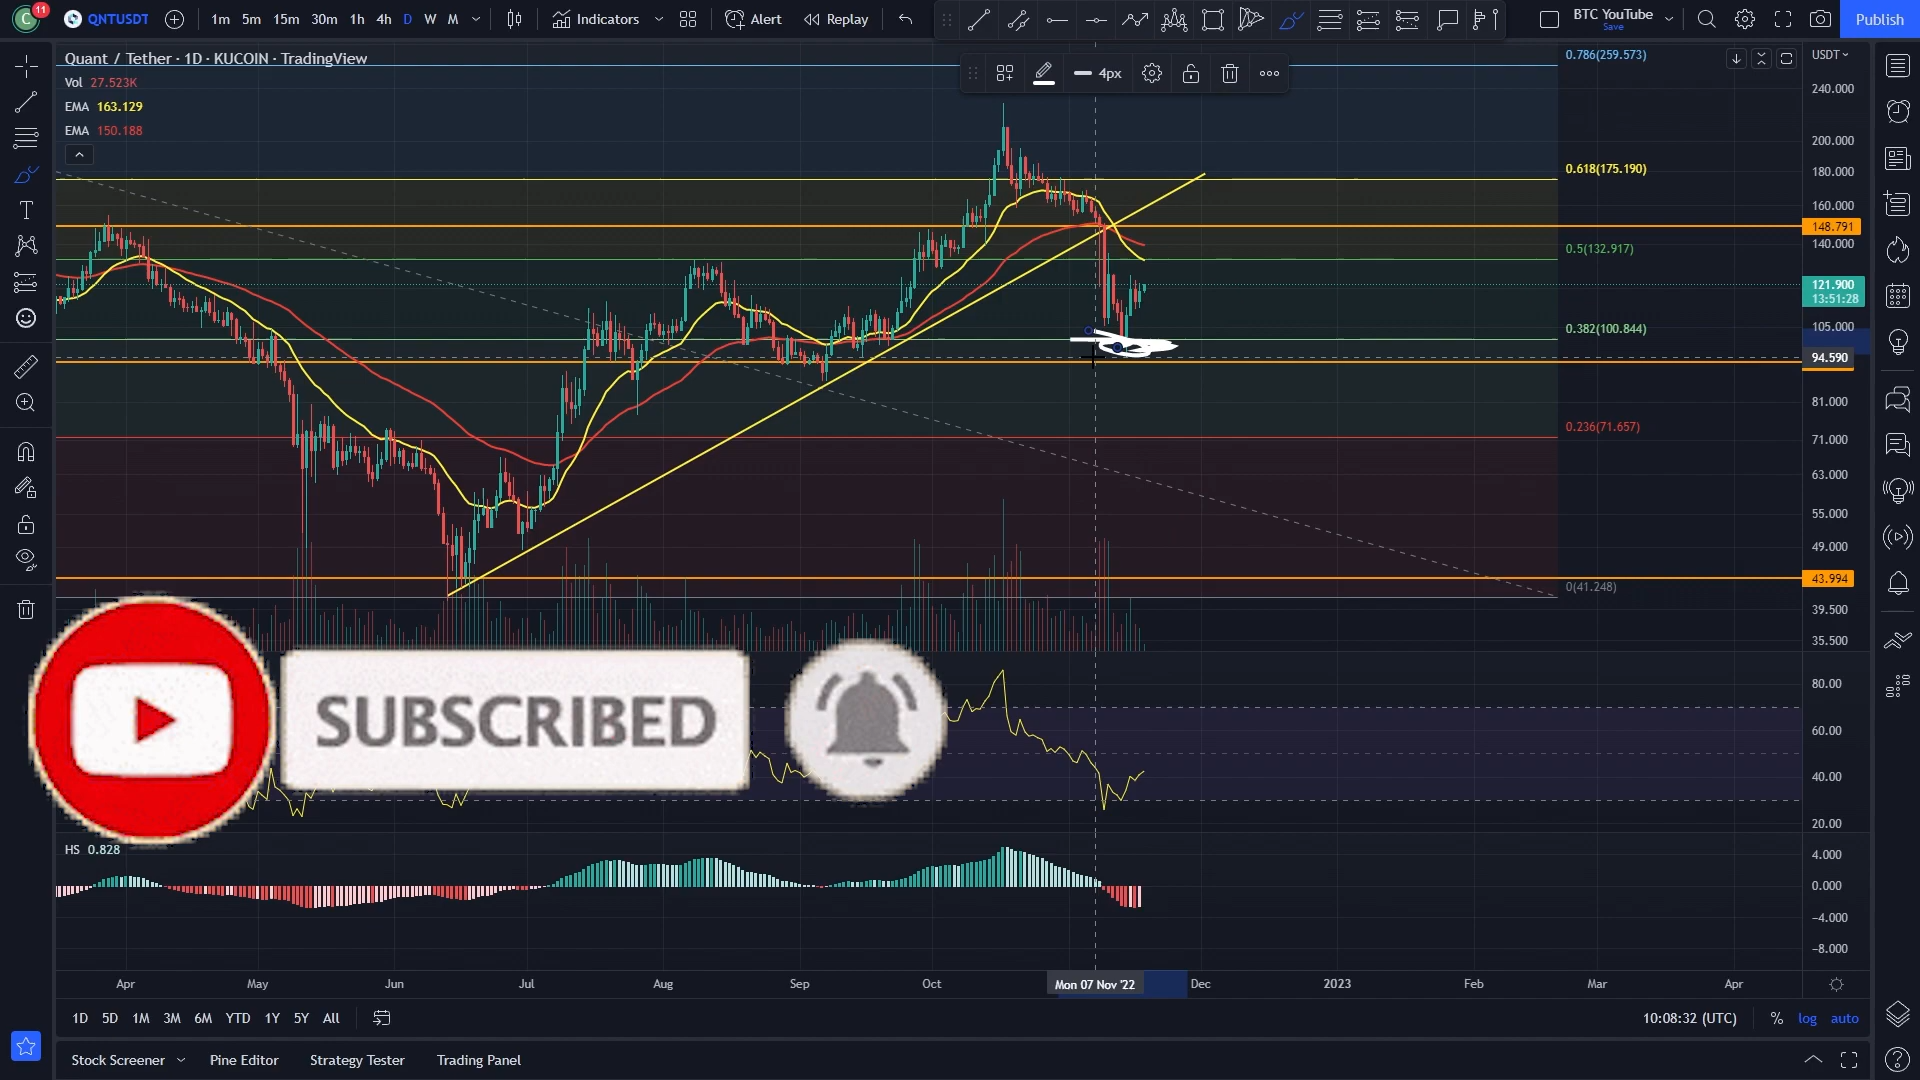 C
11
QNTUSDT
1m 5m 15m 30m 1h 4h D W M
Indicators
Alert
Replay
BTC YouTube
Save
Publish
Quant / Tether · 1D · KUCOIN · TradingView
Vol 27.523K
EMA 163.129
EMA 150.188
4px
0.786(259.573)
0.618(175.190)
0.5(132.917)
0.382(100.844)
0.236(71.657)
0(41.248)
USDT
240.000
200.000
180.000
160.000
148.791
140.000
121.900
13:51:28
105.000
94.590
81.000
71.000
63.000
55.000
49.000
43.994
39.500
35.500
SUBSCRIBED
80.00
60.00
40.00
20.00
HS 0.828
4.000
0.000
−4.000
−8.000
Apr May Jun Jul Aug Sep Oct Mon 07 Nov '22 Dec 2023 Feb Mar Apr
1D 5D 1M 3M 6M YTD 1Y 5Y All
10:08:32 (UTC) % log auto
Stock Screener Pine Editor Strategy Tester Trading Panel